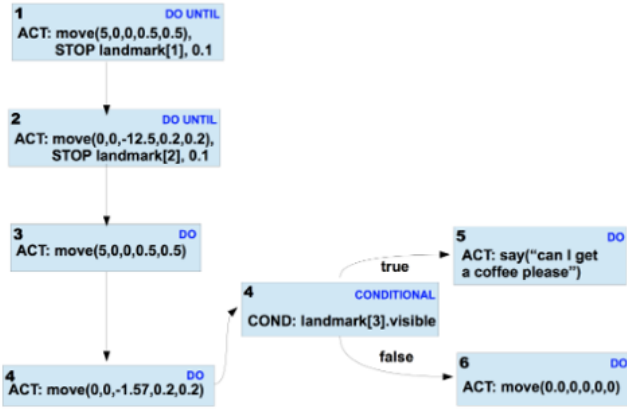 1 DO UNTIL
ACT: move(5,0,0,0.5,0.5),
STOP landmark[1], 0.1
2 DO UNTIL
ACT: move(0,0,-12.5,0.2,0.2),
STOP landmark[2], 0.1
3 DO
ACT: move(5,0,0,0.5,0.5)
4 DO
ACT: move(0,0,-1.57,0.2,0.2)
4 CONDITIONAL
COND: landmark[3].visible
true
false
5 DO
ACT: say(“can I get
a coffee please”)
6 DO
ACT: move(0.0,0,0,0,0)